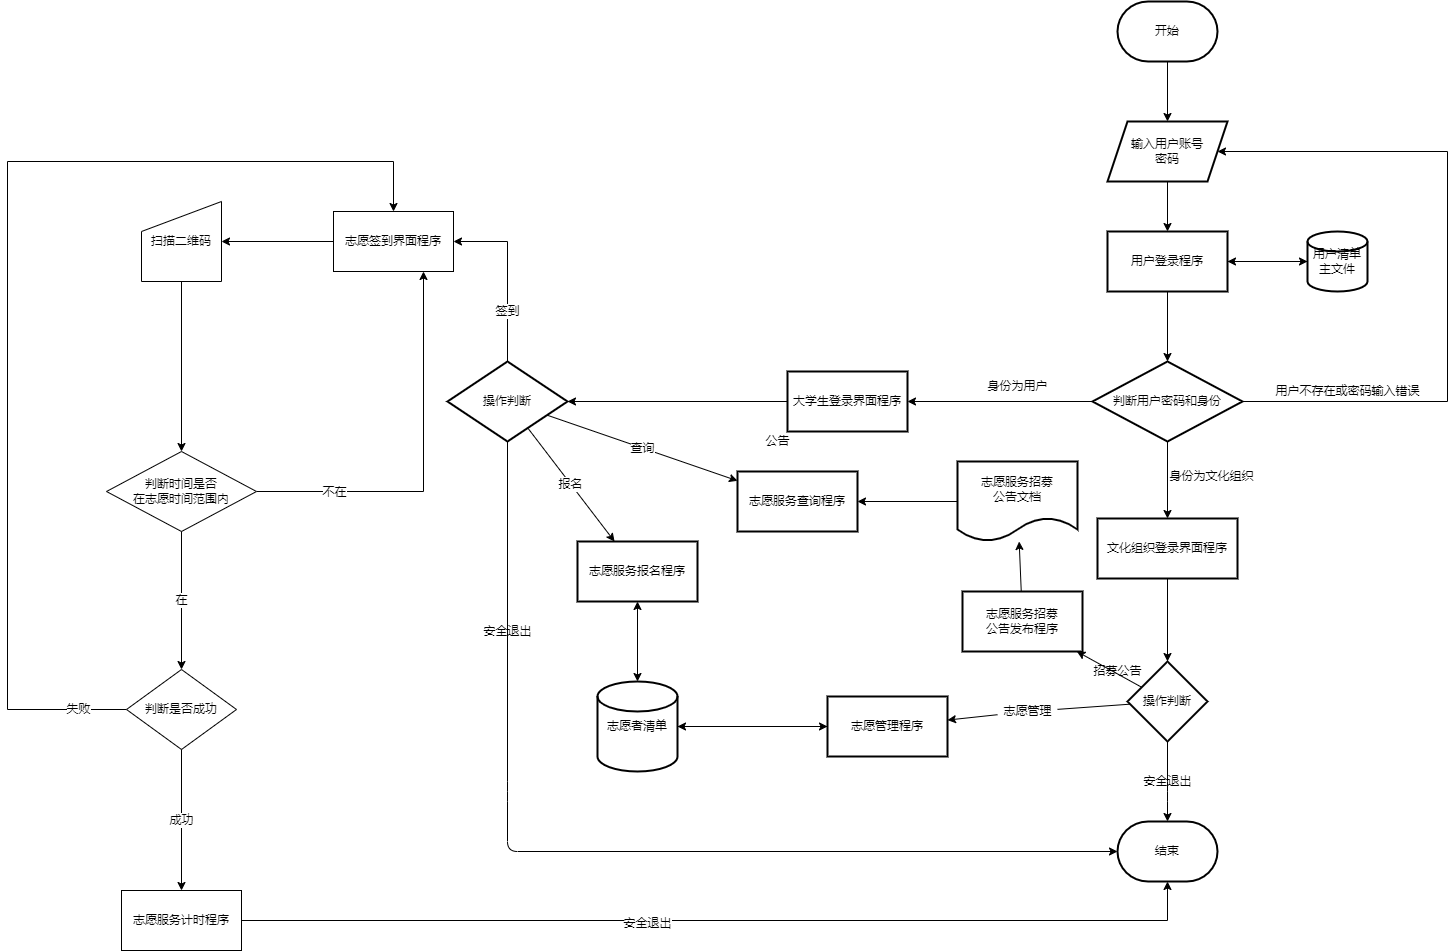 开始
输入用户账号
密码
扫描二维码
志愿签到界面程序
用户登录程序
用户清单
主文件
签到
身份为用户
用户不存在或密码输入错误
操作判断
大学生登录界面程序
判断用户密码和身份
公告
查询
身份为文化组织
报名
判断时间是否
在志愿时间范围内
不在
志愿服务查询程序
志愿服务招募
公告文档
文化组织登录界面程序
志愿服务报名程序
在
志愿服务招募
公告发布程序
安全退出
招募公告
操作判断
判断是否成功
失败
志愿管理
志愿者清单
志愿管理程序
安全退出
成功
结束
志愿服务计时程序
安全退出